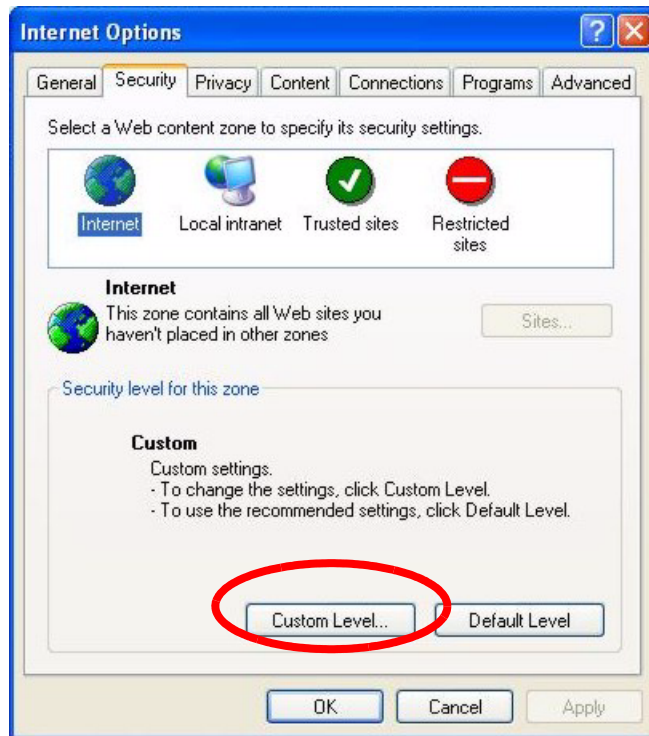 Internet Options
General Security Privacy Content Connections Programs Advanced
Select a Web content zone to specify its security settings.
Internet Local intranet Trusted sites Restricted
sites
Internet
This zone contains all Web sites you
haven't placed in other zones
Sites...
Security level for this zone
Custom
Custom settings.
- To change the settings, click Custom Level.
- To use the recommended settings, click Default Level.
Custom Level... Default Level
OK Cancel Apply